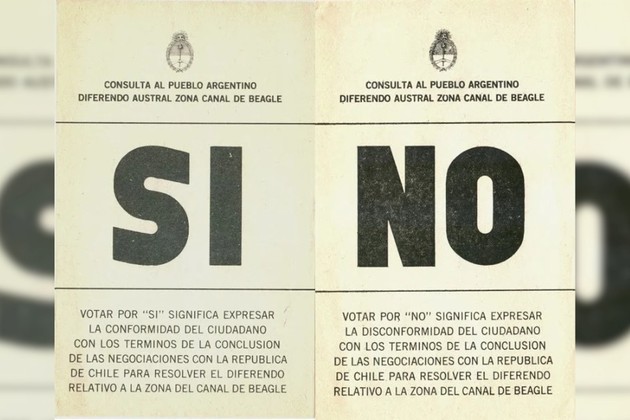 CONSULTA AL PUEBLO ARGENTINO
DIFERENDO AUSTRAL ZONA CANAL DE BEAGLE
SI
VOTAR POR "SI" SIGNIFICA EXPRESAR
LA CONFORMIDAD DEL CIUDADANO
CON LOS TERMINOS DE LA CONCLUSION
DE LAS NEGOCIACIONES CON LA REPUBLICA
DE CHILE PARA RESOLVER EL DIFERENDO
RELATIVO A LA ZONA DEL CANAL DE BEAGLE
CONSULTA AL PUEBLO ARGENTINO
DIFERENDO AUSTRAL ZONA CANAL DE BEAGLE
NO
VOTAR POR "NO" SIGNIFICA EXPRESAR
LA DISCONFORMIDAD DEL CIUDADANO
CON LOS TERMINOS DE LA CONCLUSION
DE LAS NEGOCIACIONES CON LA REPUBLICA
DE CHILE PARA RESOLVER EL DIFERENDO
RELATIVO A LA ZONA DEL CANAL DE BEAGLE